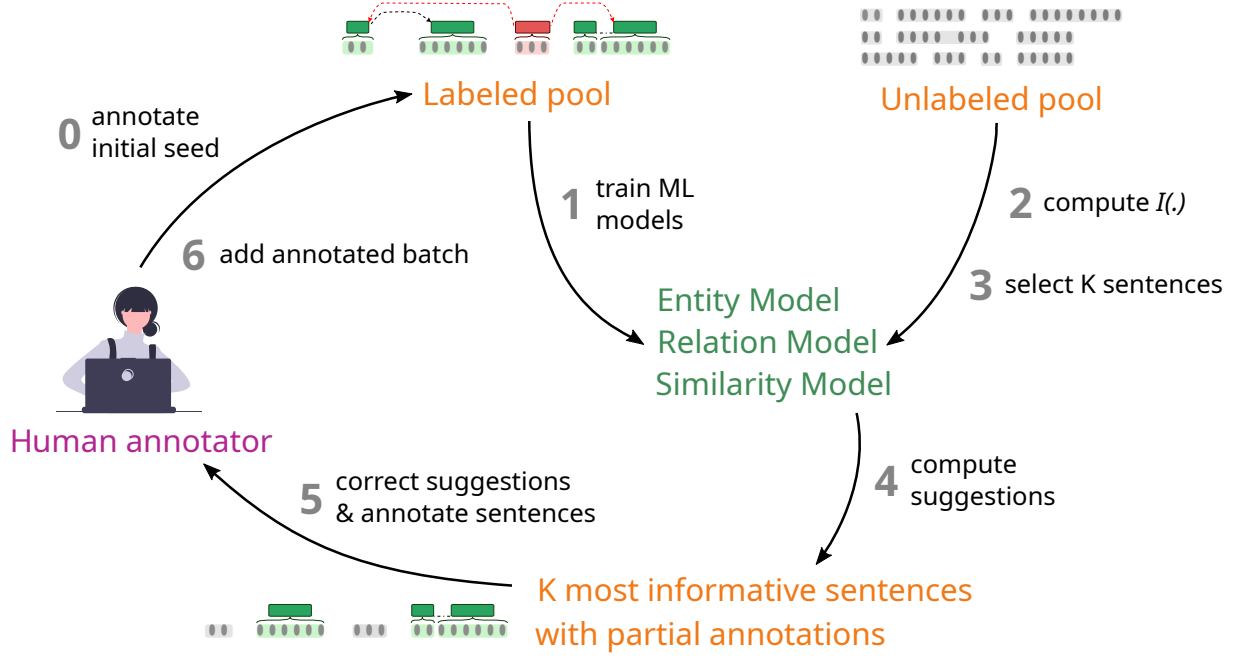 Labeled pool
Unlabeled pool
0 annotate
initial seed
1 train ML
models
2 compute I(.)
6 add annotated batch
3 select K sentences
Entity Model
Relation Model
Similarity Model
Human annotator
4 compute
suggestions
5 correct suggestions
& annotate sentences
K most informative sentences
with partial annotations